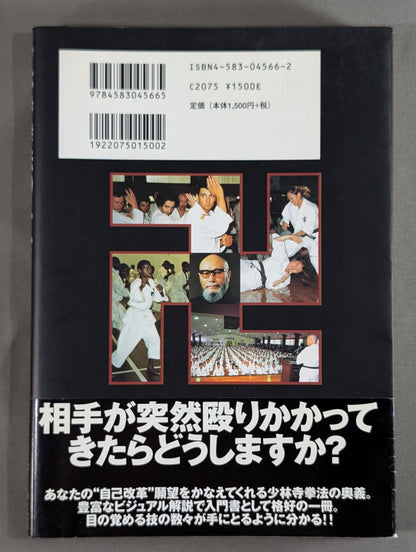 ISBN4-583-04566-2
9784583045665
C2075 ¥1500E
定価（本体1,500円+税）
1922075015002
相手が突然殴りかかって
きたらどうしますか？
あなたの“自己改革”願望をかなえてくれる少林寺拳法の奥義。
豊富なビジュアル解説で入門書として格好の一冊。
目の覚める技の数々が手にとるように分かる!!